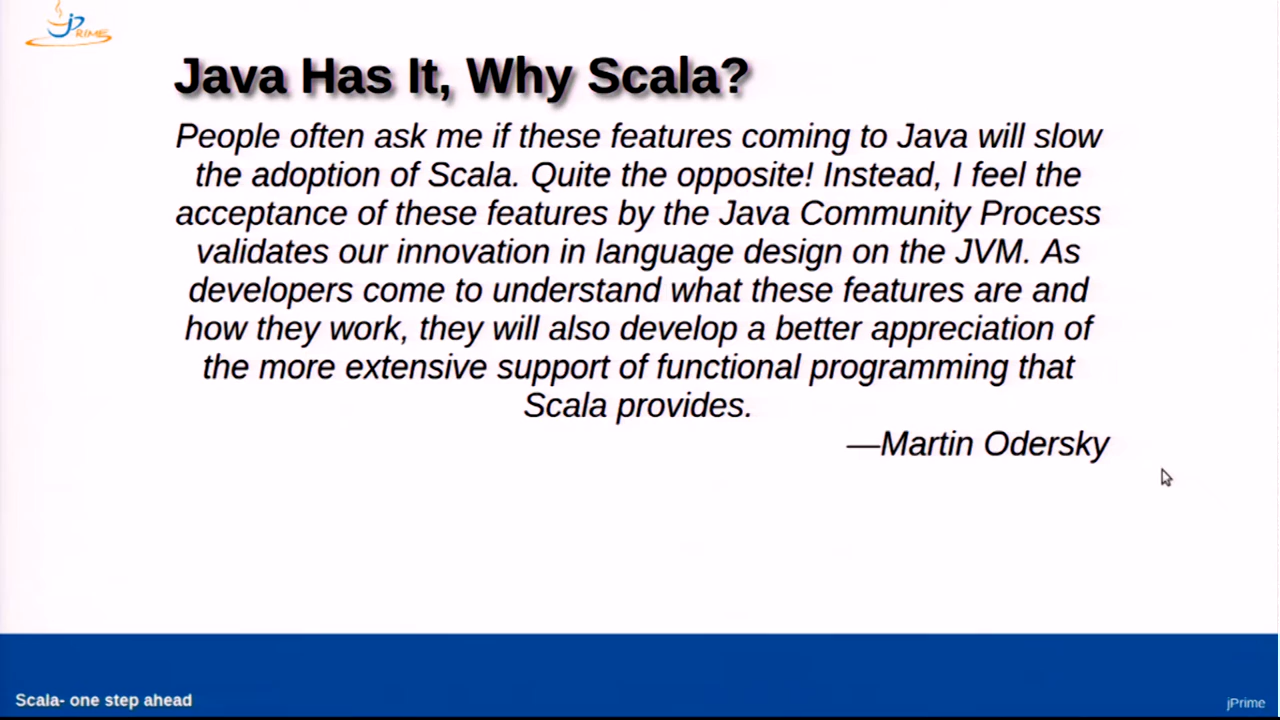 jPRIME
Java Has It, Why Scala?
People often ask me if these features coming to Java will slow
the adoption of Scala. Quite the opposite! Instead, I feel the
acceptance of these features by the Java Community Process
validates our innovation in language design on the JVM. As
developers come to understand what these features are and
how they work, they will also develop a better appreciation of
the more extensive support of functional programming that
Scala provides.
—Martin Odersky
Scala- one step ahead
jPrime